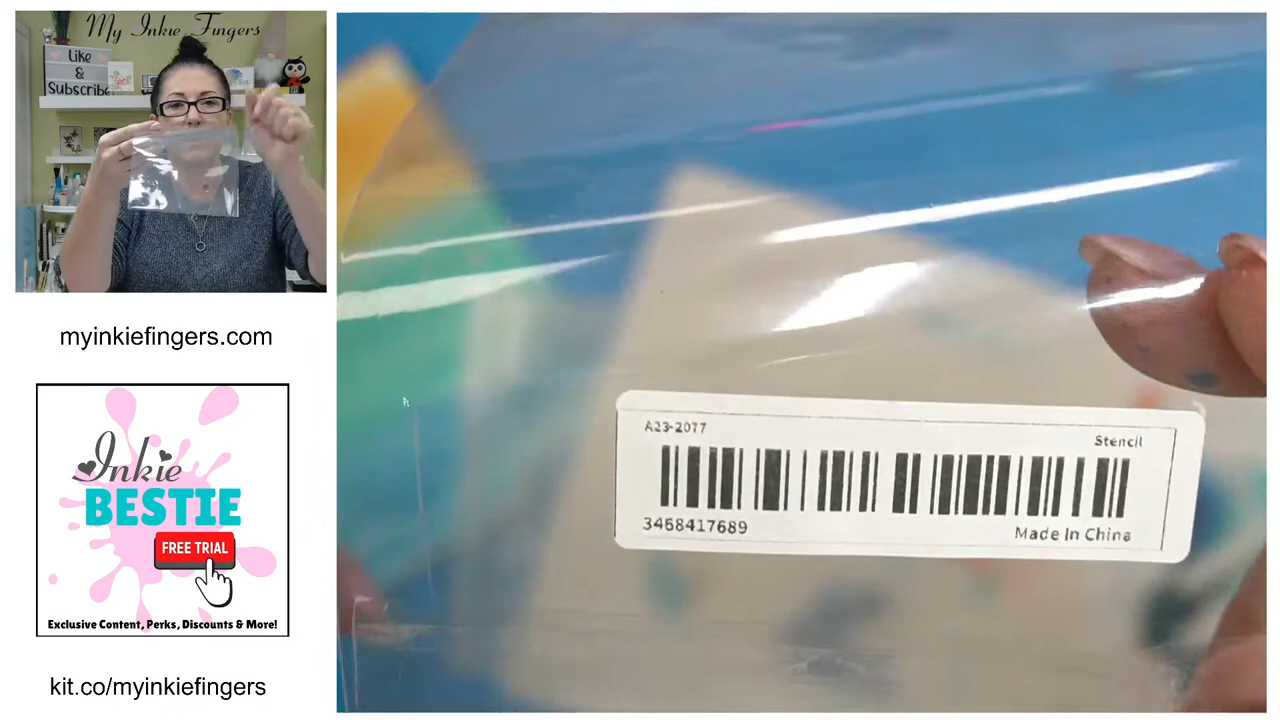 My Inkie Fingers
Like
&
Subscribe
myinkiefingers.com
Inkie
BESTIE
FREE TRIAL
Exclusive Content, Perks, Discounts & More!
kit.co/myinkiefingers
A23-2077
Stencil
3468417689
Made In China